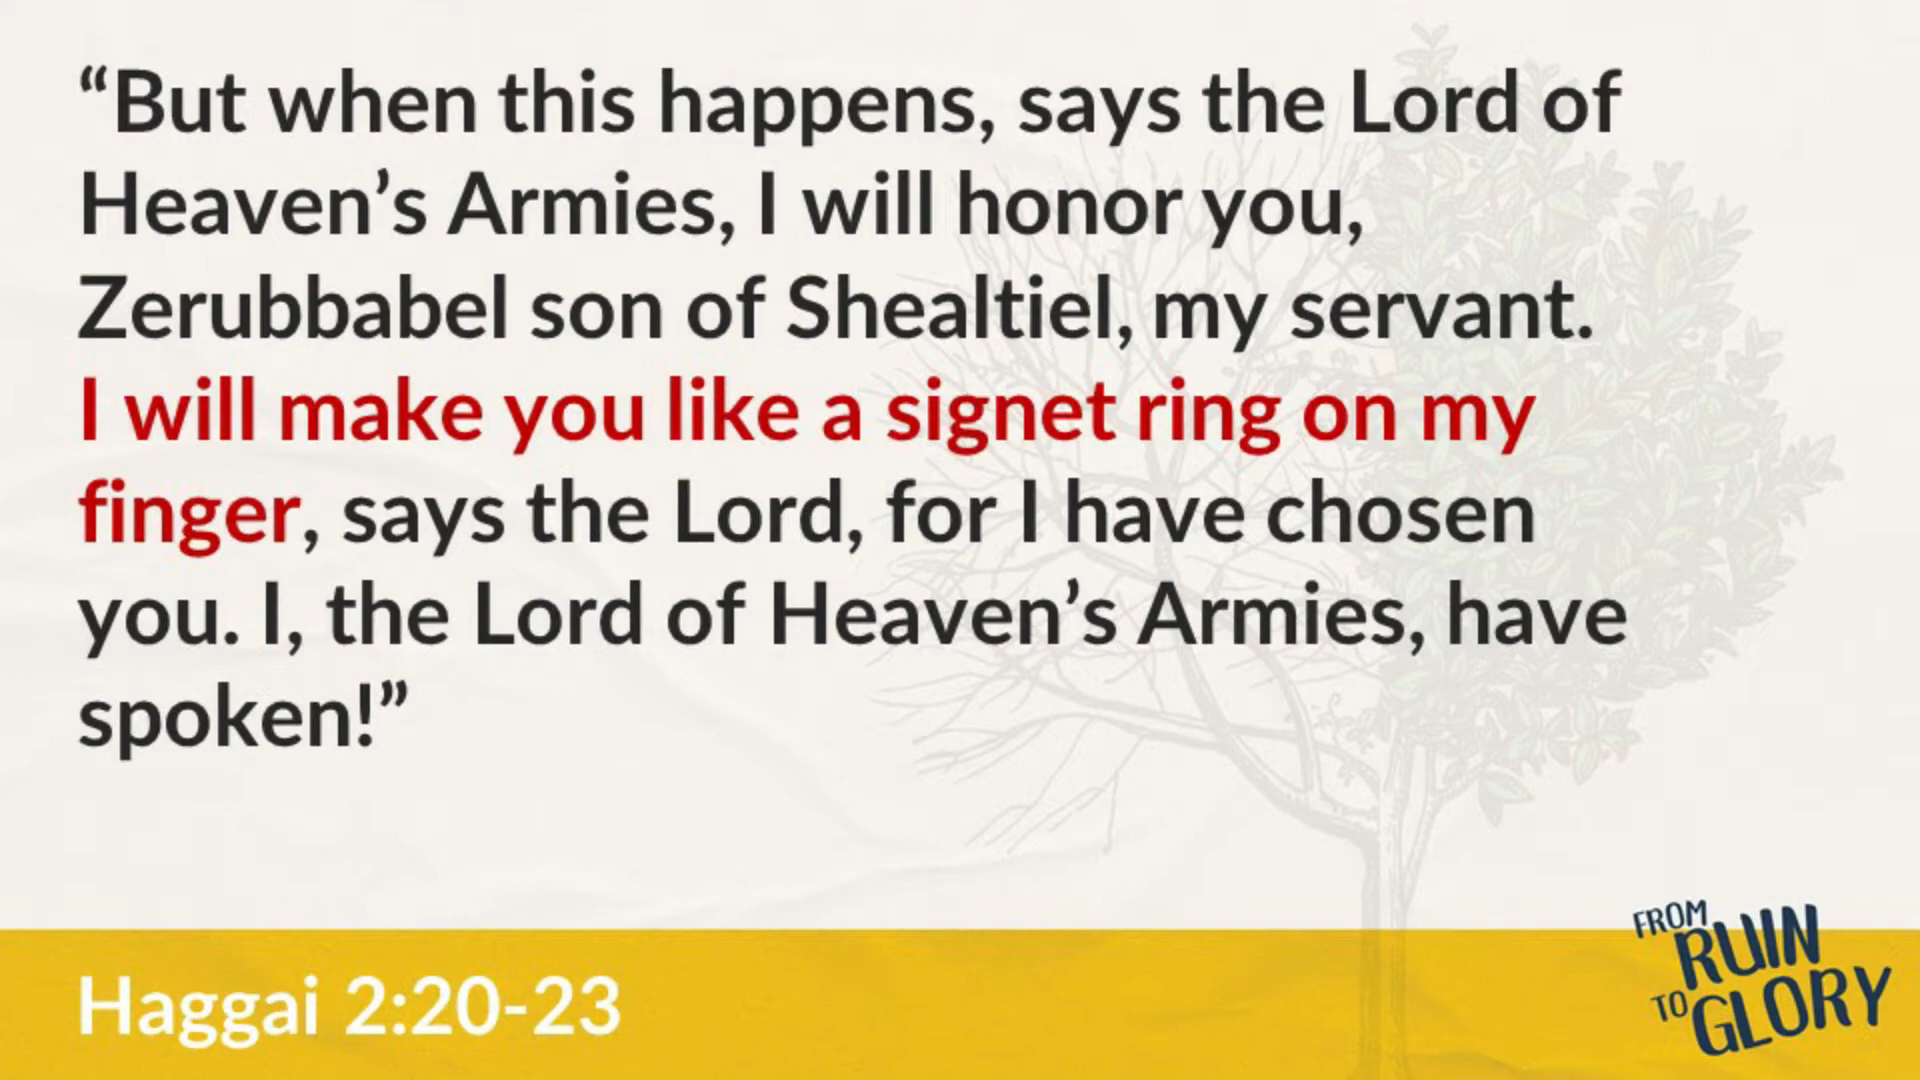 “But when this happens, says the Lord of
Heaven’s Armies, I will honor you,
Zerubbabel son of Shealtiel, my servant.
I will make you like a signet ring on my
finger, says the Lord, for I have chosen
you. I, the Lord of Heaven’s Armies, have
spoken!”
Haggai 2:20-23
FROM
RUIN
TO
GLORY